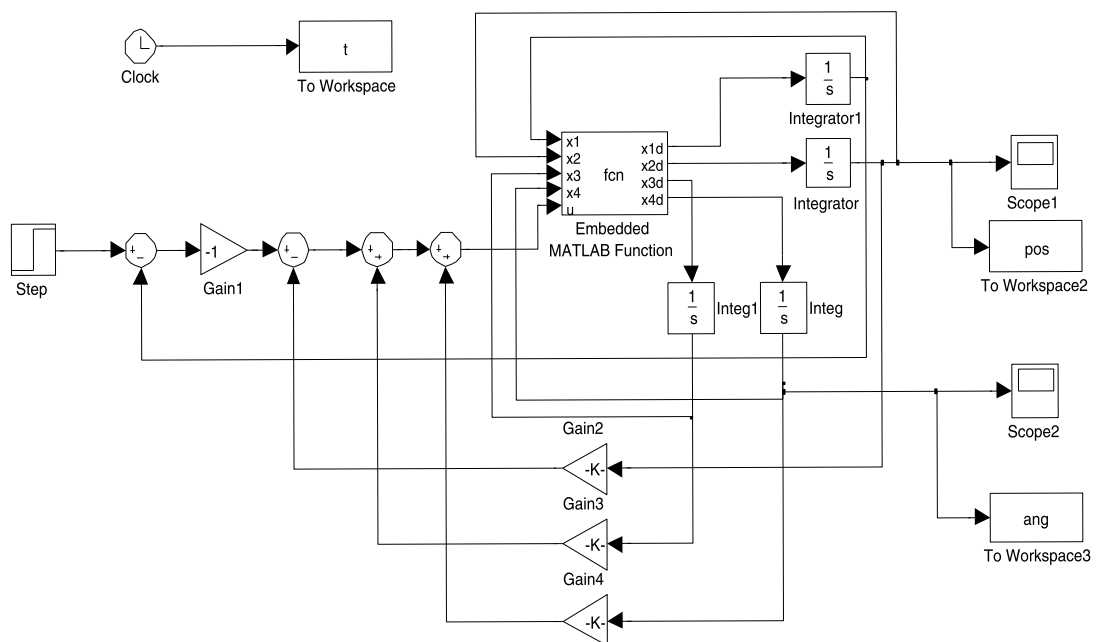 t
Clock
To Workspace
1
s
Integrator1
x1
x2
x3
x4
u
fcn
x1d
x2d
x3d
x4d
Embedded
MATLAB Function
1
s
Integrator
Scope1
pos
To Workspace2
Step
+
−
-1
Gain1
+
−
+
+
+
+
1
s
Integ1
1
s
Integ
Scope2
ang
To Workspace3
Gain2
-K-
Gain3
-K-
Gain4
-K-